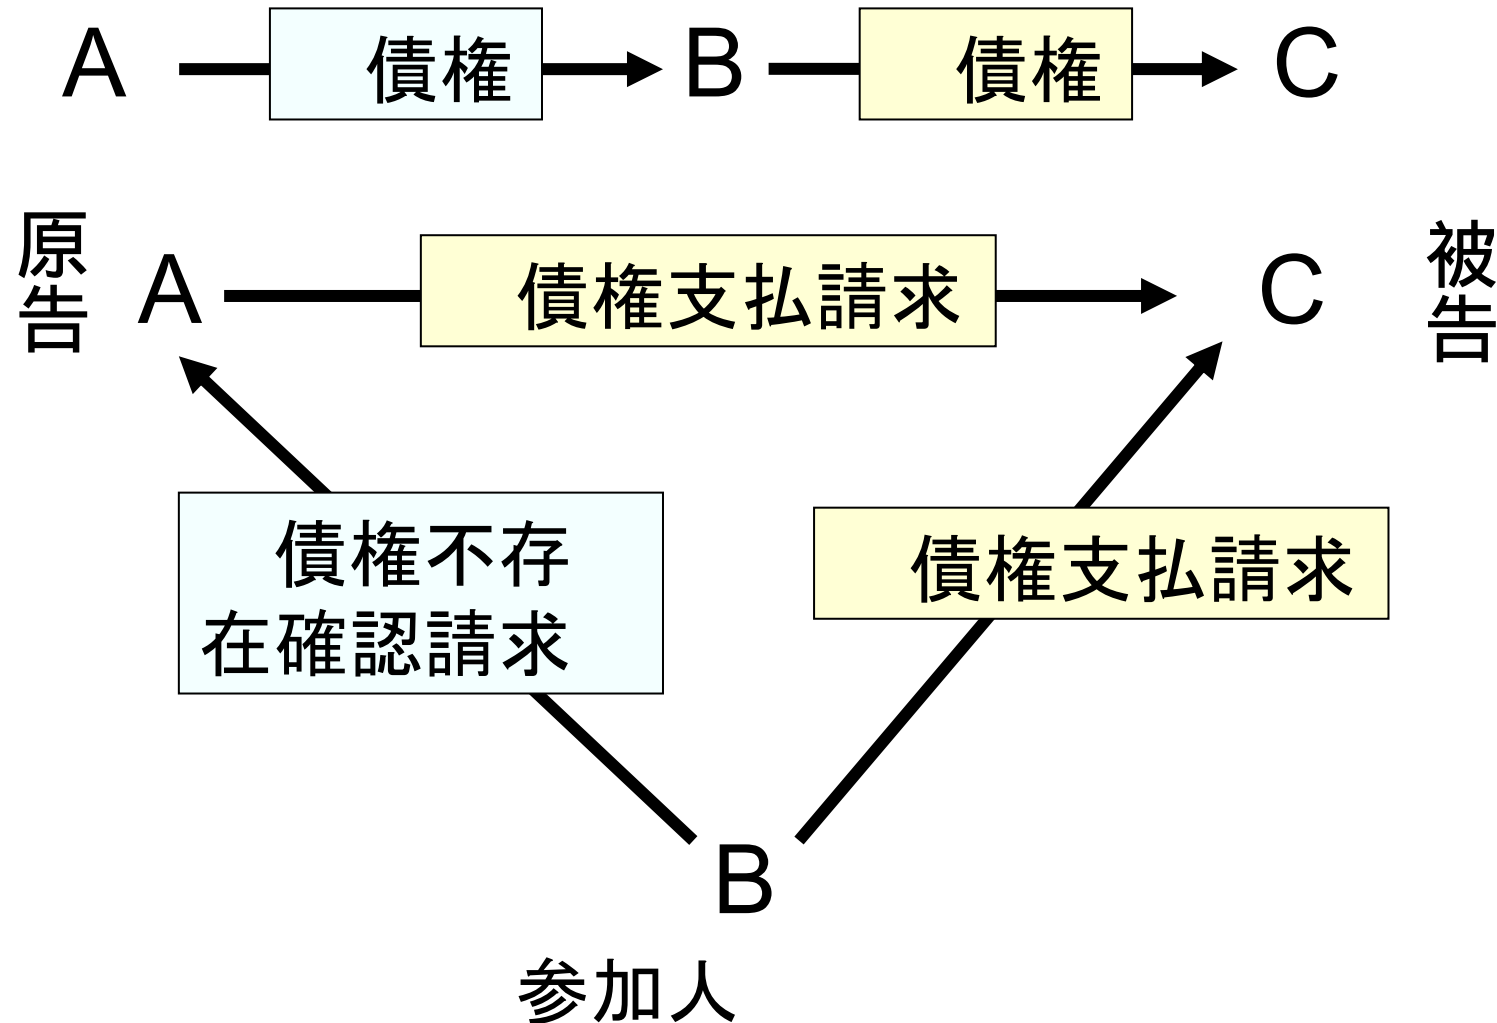 A 債権 B 債権 C
原告 A 債権支払請求 C 被告
債権不存
在確認請求
債権支払請求
B
参加人